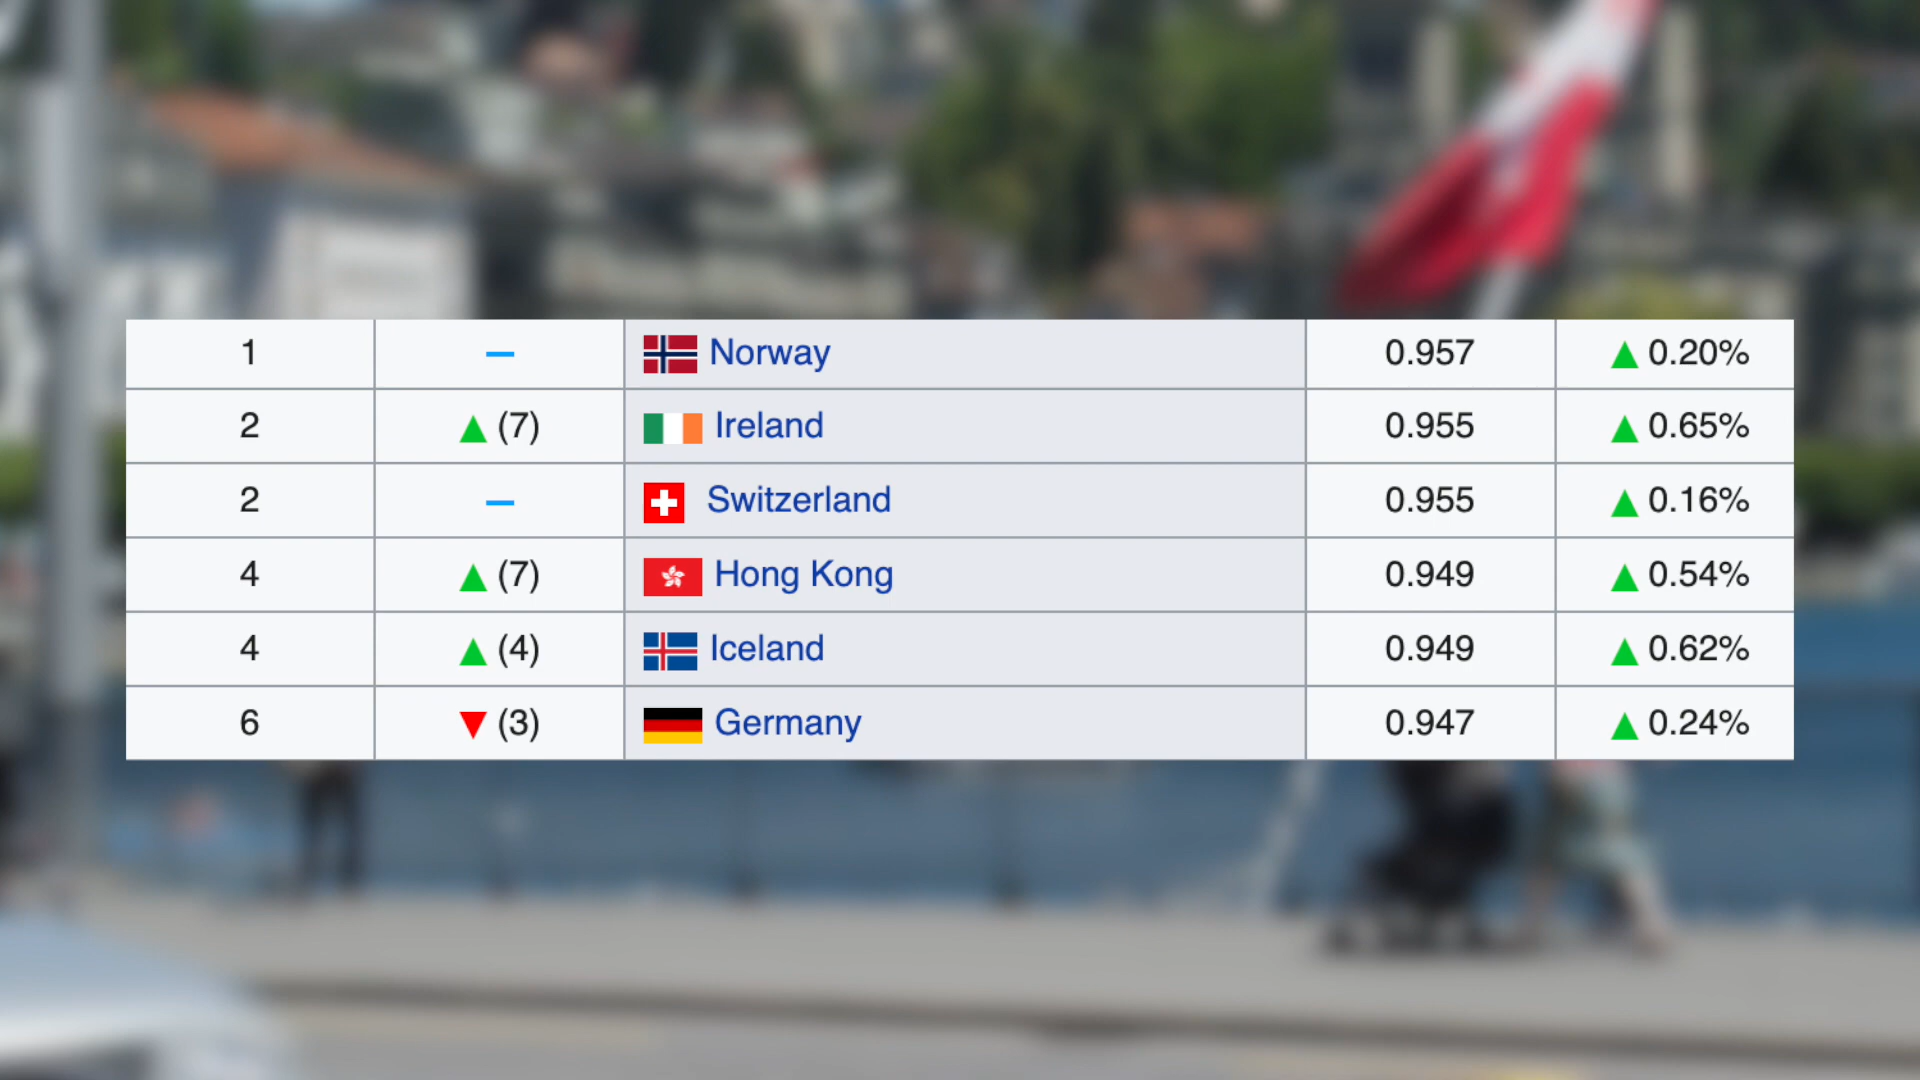 1 – Norway 0.957 ▲ 0.20%
2 ▲ (7) Ireland 0.955 ▲ 0.65%
2 – Switzerland 0.955 ▲ 0.16%
4 ▲ (7) Hong Kong 0.949 ▲ 0.54%
4 ▲ (4) Iceland 0.949 ▲ 0.62%
6 ▼ (3) Germany 0.947 ▲ 0.24%